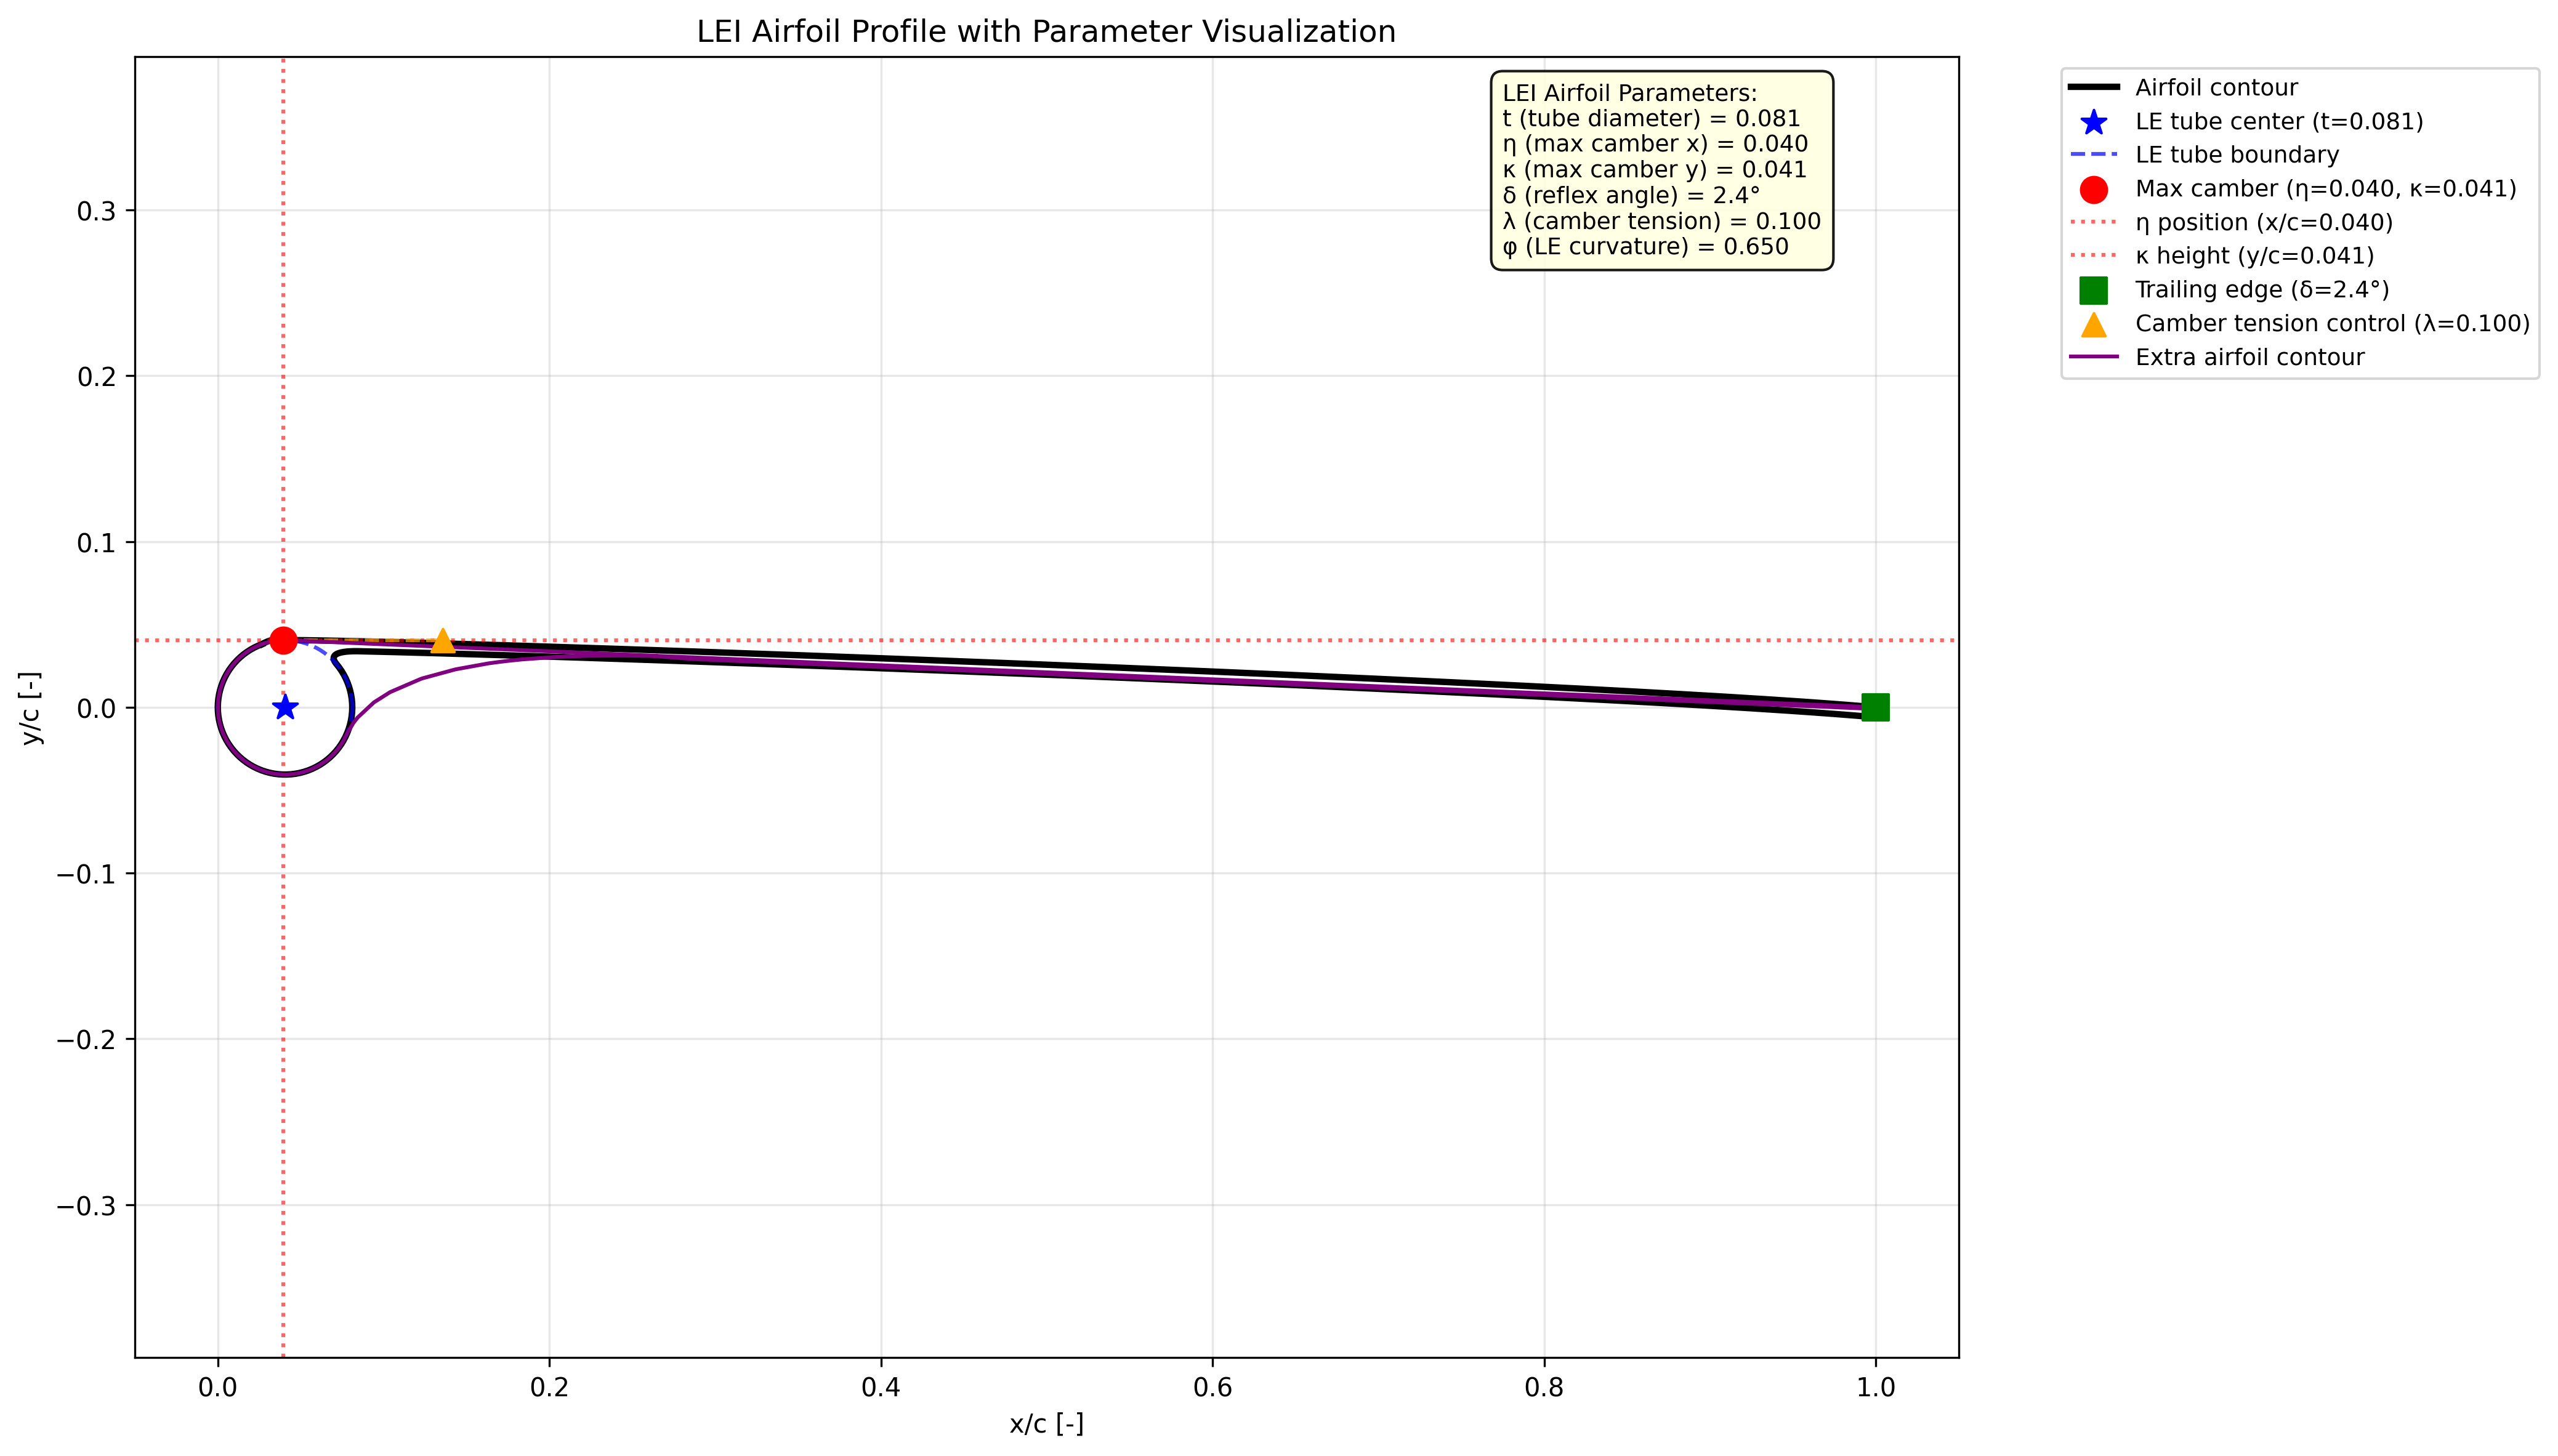 LEI Airfoil Profile with Parameter Visualization
LEI Airfoil Parameters:
t (tube diameter) = 0.081
η (max camber x) = 0.040
κ (max camber y) = 0.041
δ (reflex angle) = 2.4°
λ (camber tension) = 0.100
φ (LE curvature) = 0.650
Airfoil contour
LE tube center (t=0.081)
LE tube boundary
Max camber (η=0.040, κ=0.041)
η position (x/c=0.040)
κ height (y/c=0.041)
Trailing edge (δ=2.4°)
Camber tension control (λ=0.100)
Extra airfoil contour
y/c [-]
0.3
0.2
0.1
0.0
−0.1
−0.2
−0.3
0.0 0.2 0.4 0.6 0.8 1.0
x/c [-]